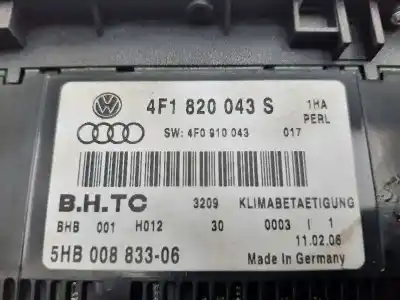 4F1 820 043 S 1HA
PERL
SW: 4F0 910 043 017
B.H.TC 3209 KLIMABETAETIGUNG
BHB 001 H012 30 0003 I 1
11.02.06
5HB 008 833-06 Made in Germany